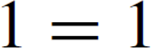 1 = 1